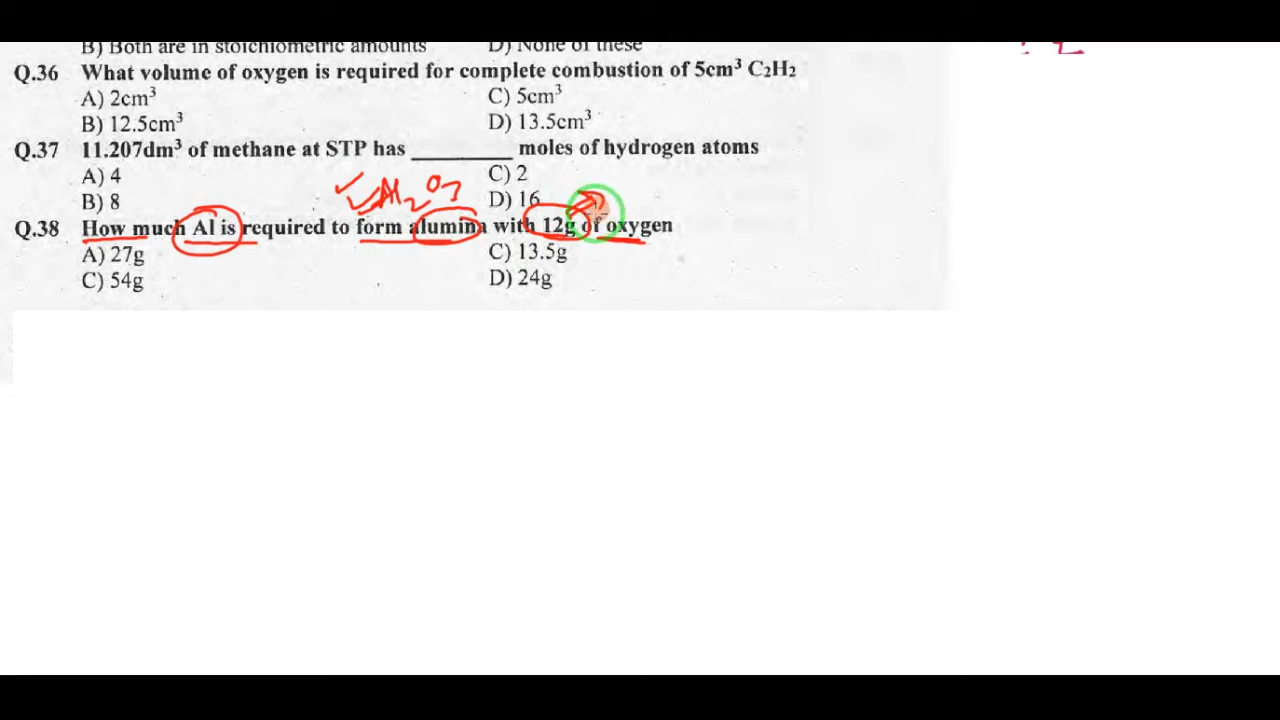 B) Both are in stoichiometric amounts D) None of these
Q.36 What volume of oxygen is required for complete combustion of 5cm³ C₂H₂
A) 2cm³ C) 5cm³
B) 12.5cm³ D) 13.5cm³
Q.37 11.207dm³ of methane at STP has ________ moles of hydrogen atoms
A) 4 C) 2
B) 8 D) 16
Al₂O₃
Q.38 How much Al is required to form alumina with 12g of oxygen
A) 27g C) 13.5g
C) 54g D) 24g